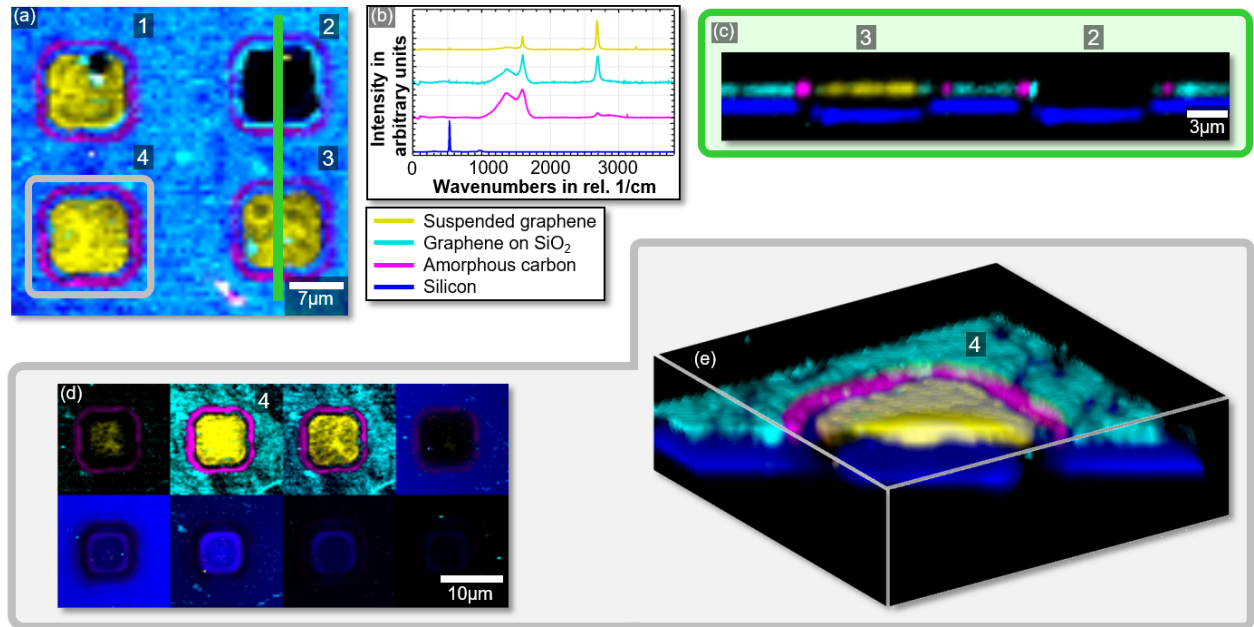 (a)
1
2
4
3
7µm
(b)
Intensity in
arbitrary units
0
1000
2000
3000
Wavenumbers in rel. 1/cm
Suspended graphene
Graphene on SiO₂
Amorphous carbon
Silicon
(c)
3
2
3µm
(d)
4
10µm
(e)
4